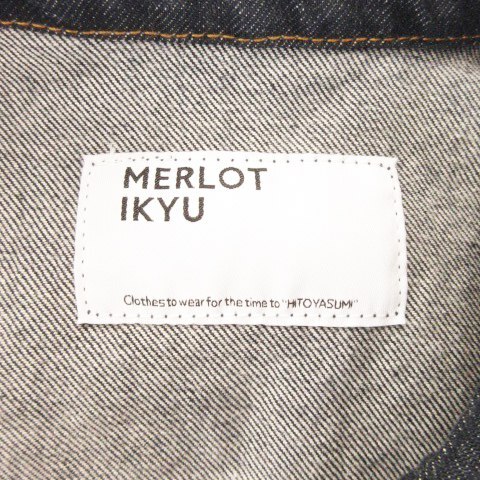 MERLOT
IKYU
Clothes to wear for the time to "HITOYASUMI"